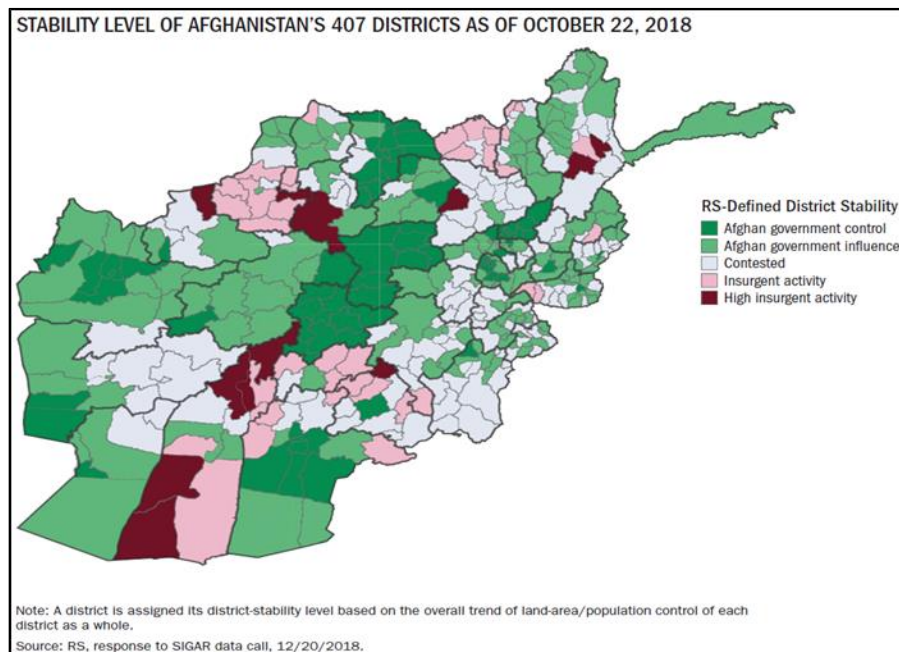 STABILITY LEVEL OF AFGHANISTAN'S 407 DISTRICTS AS OF OCTOBER 22, 2018
RS-Defined District Stability
Afghan government control
Afghan government influence
Contested
Insurgent activity
High insurgent activity
Note: A district is assigned its district-stability level based on the overall trend of land-area/population control of each
district as a whole.
Source: RS, response to SIGAR data call, 12/20/2018.